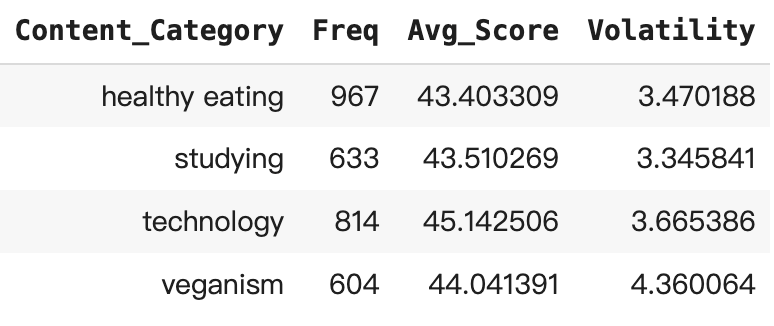 Content_Category Freq Avg_Score Volatility
healthy eating 967 43.403309 3.470188
studying 633 43.510269 3.345841
technology 814 45.142506 3.665386
veganism 604 44.041391 4.360064